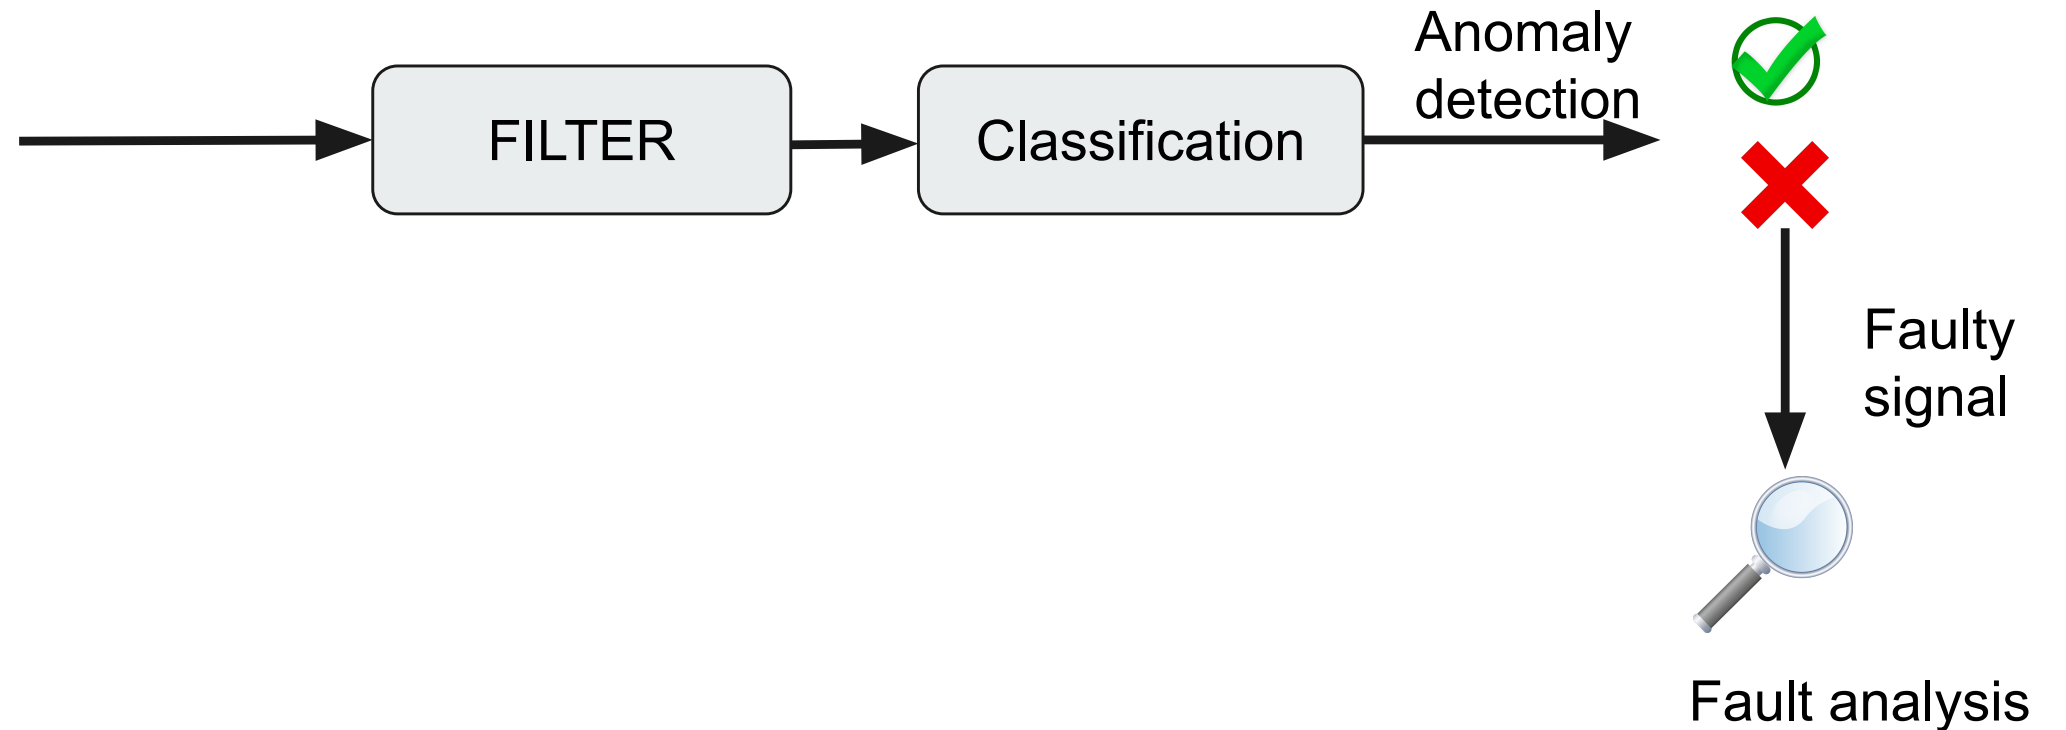 FILTER
Classification
Anomaly
detection
Faulty
signal
Fault analysis